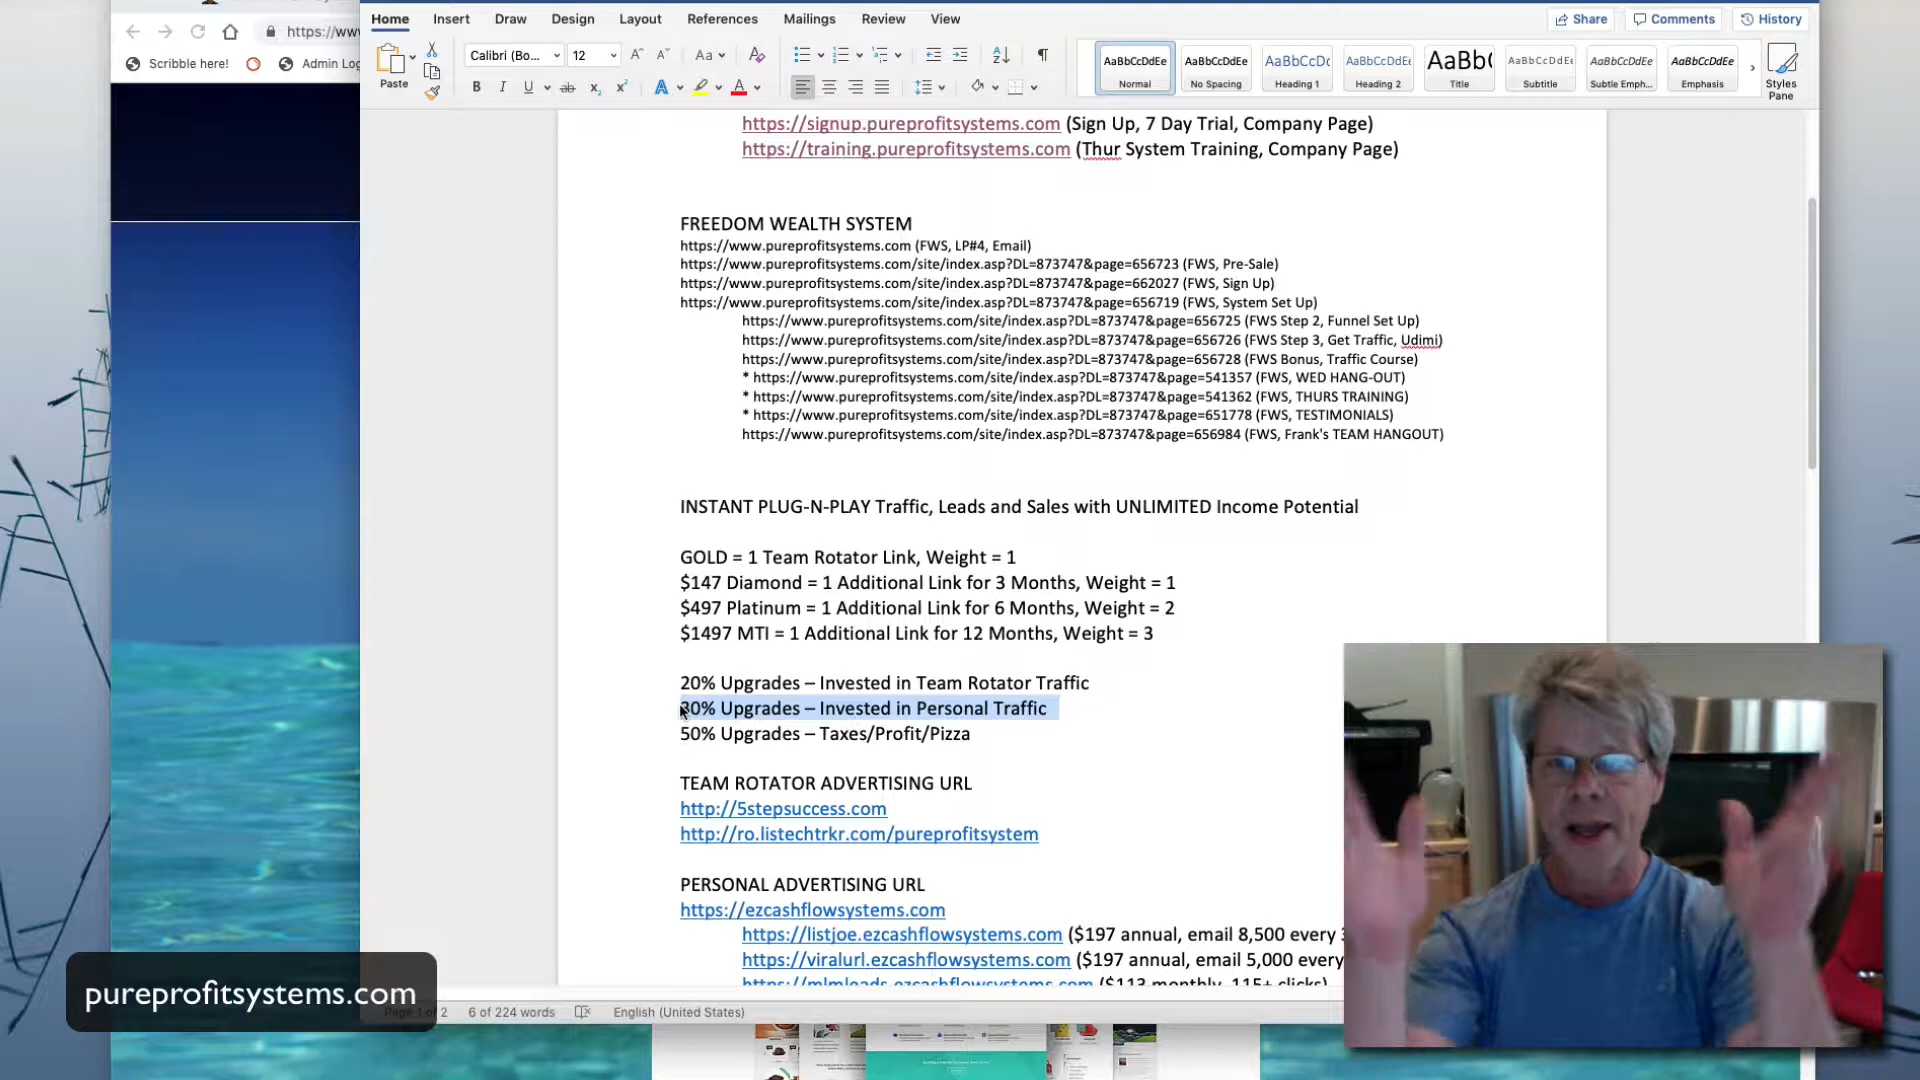 Home Insert Draw Design Layout References Mailings Review View Share Comments History
https://www
Scribble here! Admin Log
Paste
Calibri (Bo... 12
AaBbCcDdEe AaBbCcDdEe AaBbCcDc AaBbCcDdEe AaBb( AaBbCcDdEe AaBbCcDdEe AaBbCcDdEe
Normal No Spacing Heading 1 Heading 2 Title Subtitle Subtle Emph... Emphasis Styles Pane
https://signup.pureprofitsystems.com (Sign Up, 7 Day Trial, Company Page)
https://training.pureprofitsystems.com (Thur System Training, Company Page)
FREEDOM WEALTH SYSTEM
https://www.pureprofitsystems.com (FWS, LP#4, Email)
https://www.pureprofitsystems.com/site/index.asp?DL=873747&page=656723 (FWS, Pre-Sale)
https://www.pureprofitsystems.com/site/index.asp?DL=873747&page=662027 (FWS, Sign Up)
https://www.pureprofitsystems.com/site/index.asp?DL=873747&page=656719 (FWS, System Set Up)
https://www.pureprofitsystems.com/site/index.asp?DL=873747&page=656725 (FWS Step 2, Funnel Set Up)
https://www.pureprofitsystems.com/site/index.asp?DL=873747&page=656726 (FWS Step 3, Get Traffic, Udimi)
https://www.pureprofitsystems.com/site/index.asp?DL=873747&page=656728 (FWS Bonus, Traffic Course)
* https://www.pureprofitsystems.com/site/index.asp?DL=873747&page=541357 (FWS, WED HANG-OUT)
* https://www.pureprofitsystems.com/site/index.asp?DL=873747&page=541362 (FWS, THURS TRAINING)
* https://www.pureprofitsystems.com/site/index.asp?DL=873747&page=651778 (FWS, TESTIMONIALS)
https://www.pureprofitsystems.com/site/index.asp?DL=873747&page=656984 (FWS, Frank's TEAM HANGOUT)
INSTANT PLUG-N-PLAY Traffic, Leads and Sales with UNLIMITED Income Potential
GOLD = 1 Team Rotator Link, Weight = 1
$147 Diamond = 1 Additional Link for 3 Months, Weight = 1
$497 Platinum = 1 Additional Link for 6 Months, Weight = 2
$1497 MTI = 1 Additional Link for 12 Months, Weight = 3
20% Upgrades – Invested in Team Rotator Traffic
30% Upgrades – Invested in Personal Traffic
50% Upgrades – Taxes/Profit/Pizza
TEAM ROTATOR ADVERTISING URL
http://5stepsuccess.com
http://ro.listechtrkr.com/pureprofitsystem
PERSONAL ADVERTISING URL
https://ezcashflowsystems.com
https://listjoe.ezcashflowsystems.com ($197 annual, email 8,500 every
https://viralurl.ezcashflowsystems.com ($197 annual, email 5,000 every
https://mlmleads.ezcashflowsystems.com ($113 monthly, 115+ clicks)
pureprofitsystems.com
Page 1 of 2 6 of 224 words English (United States)